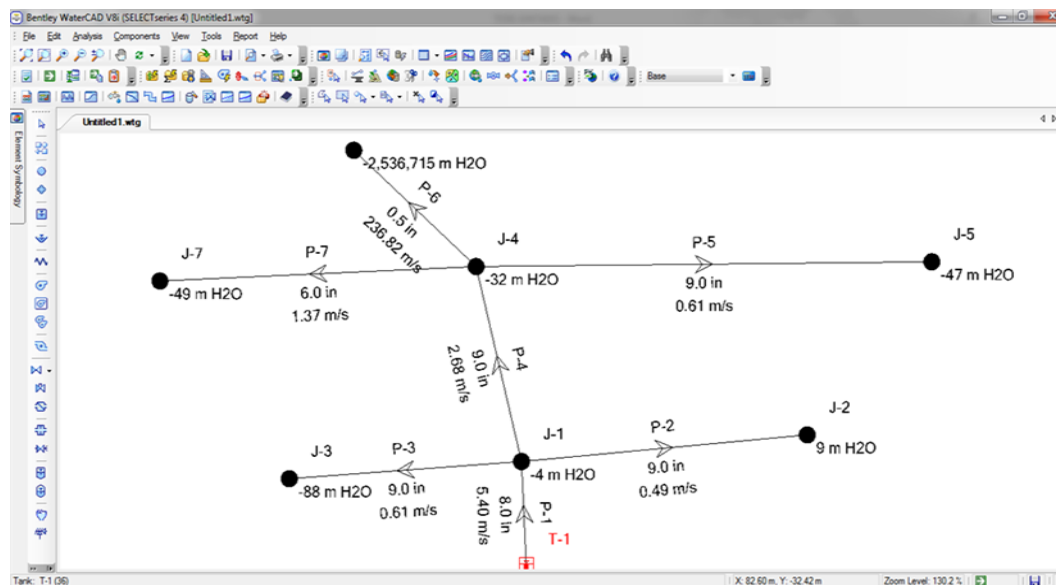 Bentley WaterCAD V8i (SELECTseries 4) [Untitled1.wtg]
File Edit Analysis Components View Tools Report Help
Base
Untitled1.wtg
Element Symbology
-2,536,715 m H2O
P-6
0.5 in
236.82 m/s
J-4
-32 m H2O
J-7
-49 m H2O
P-7
6.0 in
1.37 m/s
P-5
9.0 in
0.61 m/s
J-5
-47 m H2O
P-4
9.0 in
2.68 m/s
J-3
-88 m H2O
P-3
9.0 in
0.61 m/s
J-1
-4 m H2O
P-2
9.0 in
0.49 m/s
J-2
9 m H2O
P-1
8.0 in
5.40 m/s
T-1
Tank: T-1 (36)
X: 82.60 m, Y: -32.42 m
Zoom Level: 130.2 %